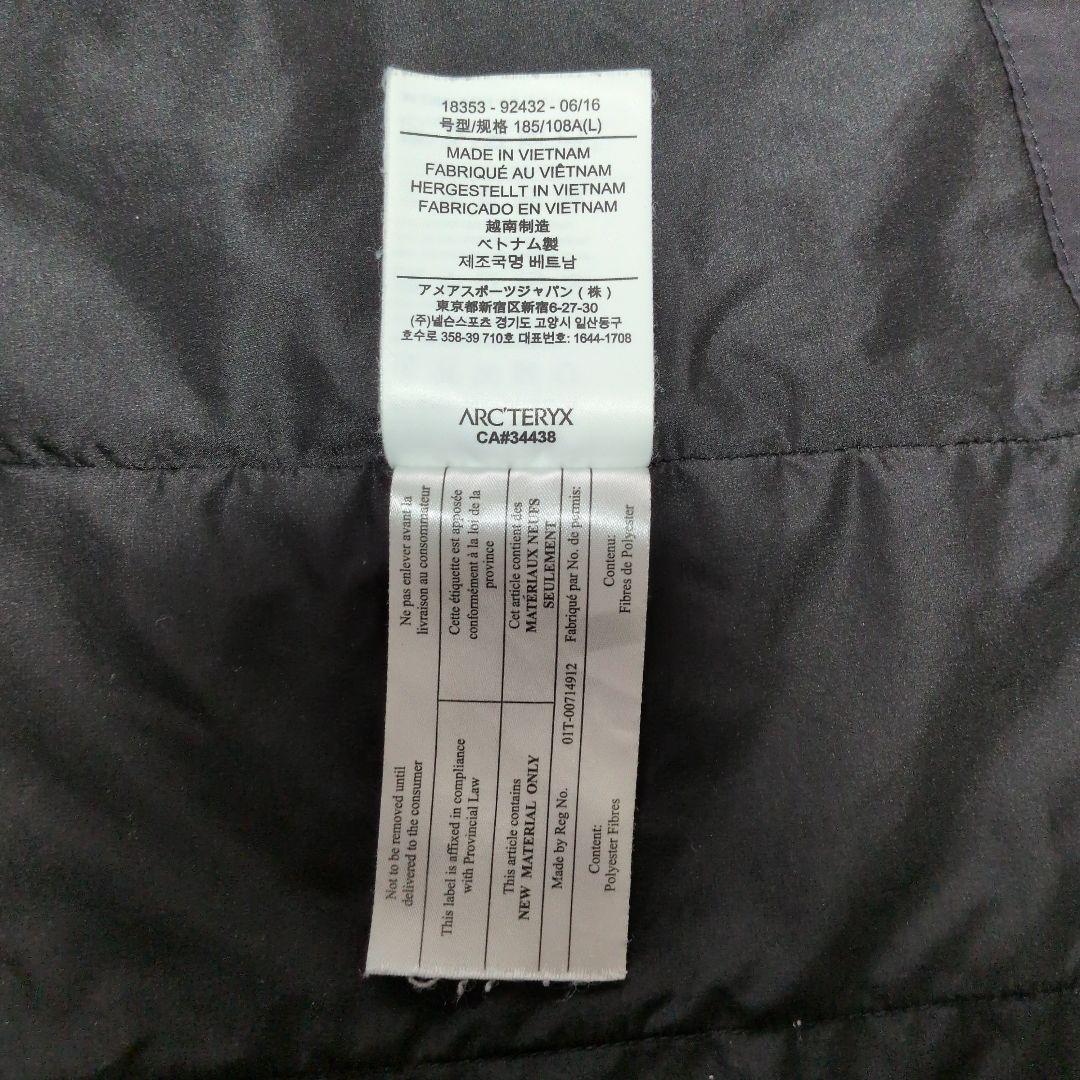 18353 - 92432 - 06/16
号型/规格 185/108A(L)
MADE IN VIETNAM
FABRIQUÉ AU VIÊTNAM
HERGESTELLT IN VIETNAM
FABRICADO EN VIETNAM
越南制造
ベトナム製
제조국명 베트남
アメアスポーツジャパン ( 株 )
東京都新宿区新宿6-27-30
(주)넬슨스포츠 경기도 고양시 일산동구
호수로 358-39 710호 대표번호: 1644-1708
ARC'TERYX
CA#34438
Ne pas enlever avant la
livraison au consommateur
Cette étiquette est apposée
conformément à la loi de la
province
Cet article contient des
MATÉRIAUX NEUFS
SEULEMENT
Fabriqué par No. de permis:
Contenu:
Fibres de Polyester
Not to be removed until
delivered to the consumer
This label is affixed in compliance
with Provincial Law
This article contains
NEW MATERIAL ONLY
Made by Reg No.
01T-00714912
Content:
Polyester Fibres